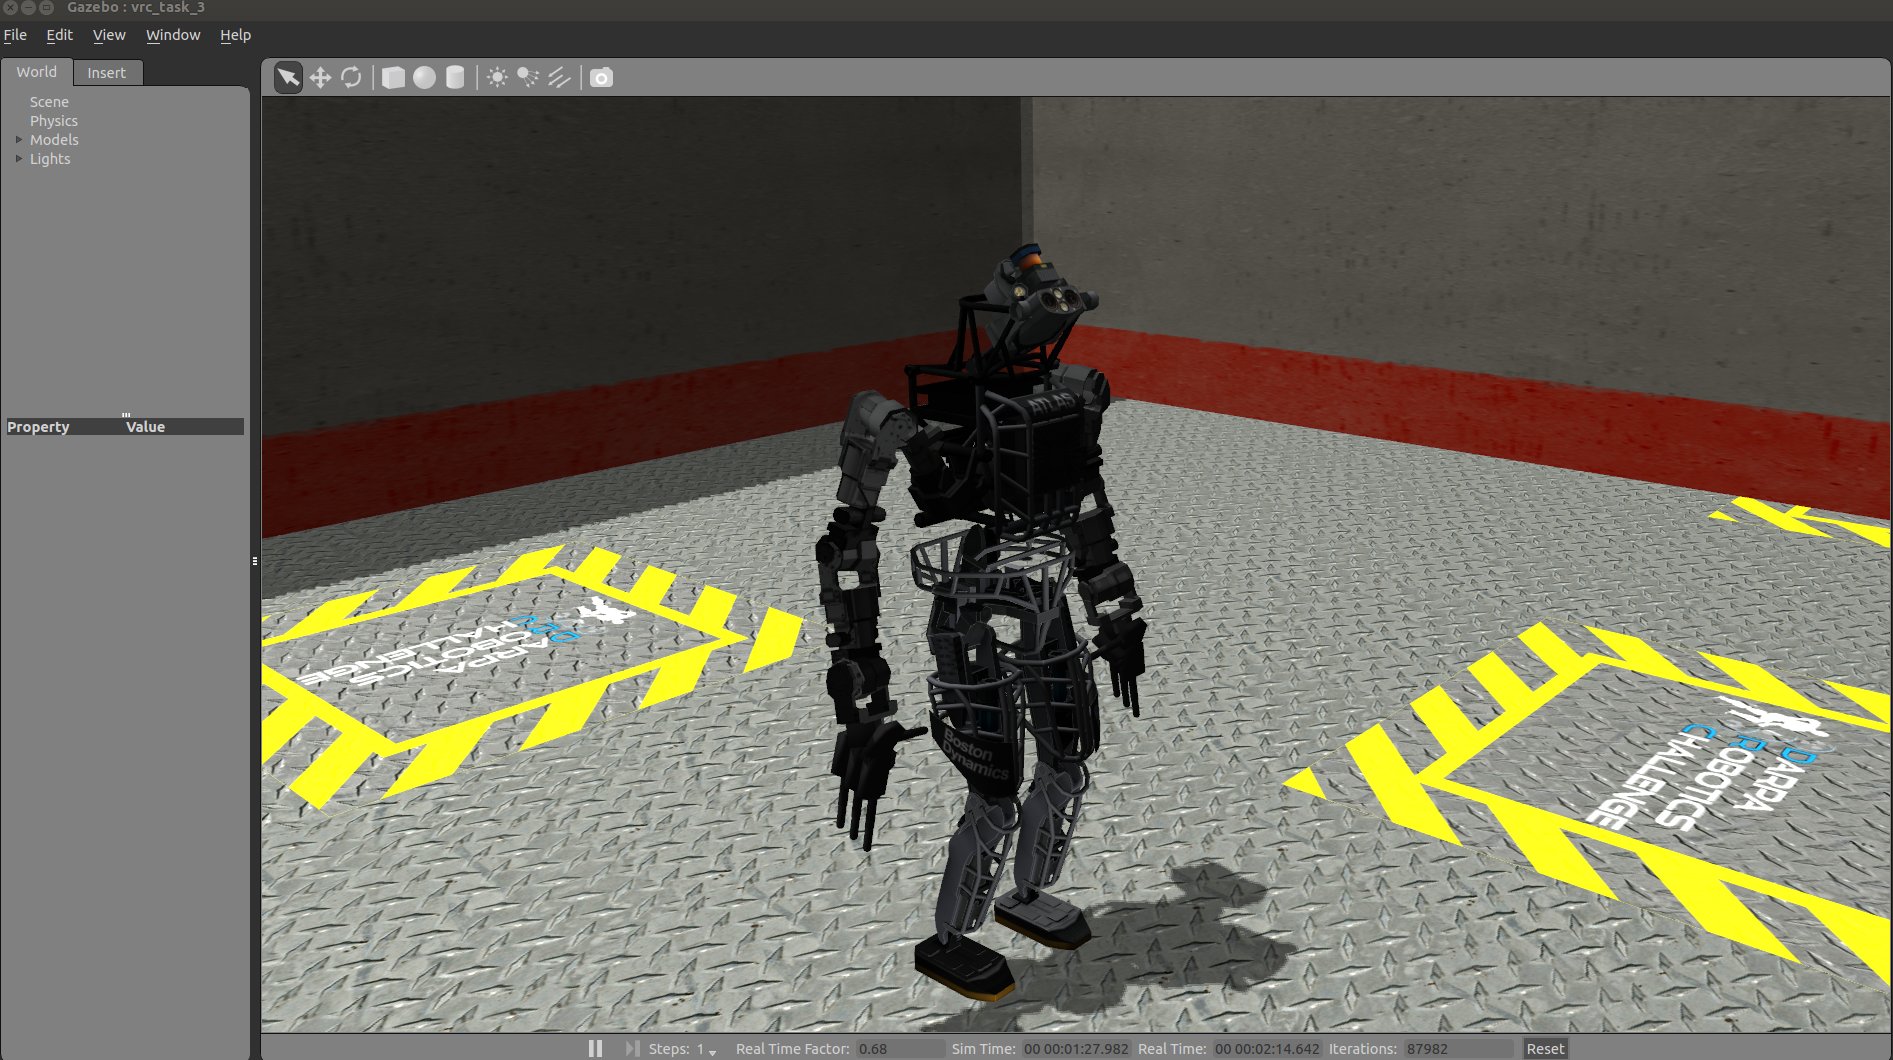 Gazebo : vrc_task_3
File Edit View Window Help
World Insert
Scene
Physics
Models
Lights
Property Value
ATLAS
Boston
Dynamics
DARPA
ROBOTICS
CHALLENGE
DARPA
ROBOTICS
CHALLENGE
Steps: 1 Real Time Factor: 0.68 Sim Time: 00 00:01:27.982 Real Time: 00 00:02:14.642 Iterations: 87982 Reset